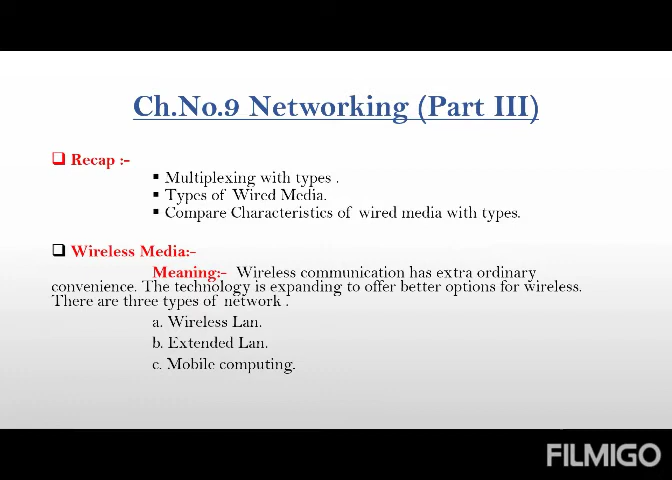 Ch.No.9 Networking (Part III)
Recap :-
Multiplexing with types .
Types of Wired Media.
Compare Characteristics of wired media with types.
Wireless Media:-
Meaning:- Wireless communication has extra ordinary
convenience. The technology is expanding to offer better options for wireless.
There are three types of network .
a. Wireless Lan.
b. Extended Lan.
c. Mobile computing.
FILMIGO